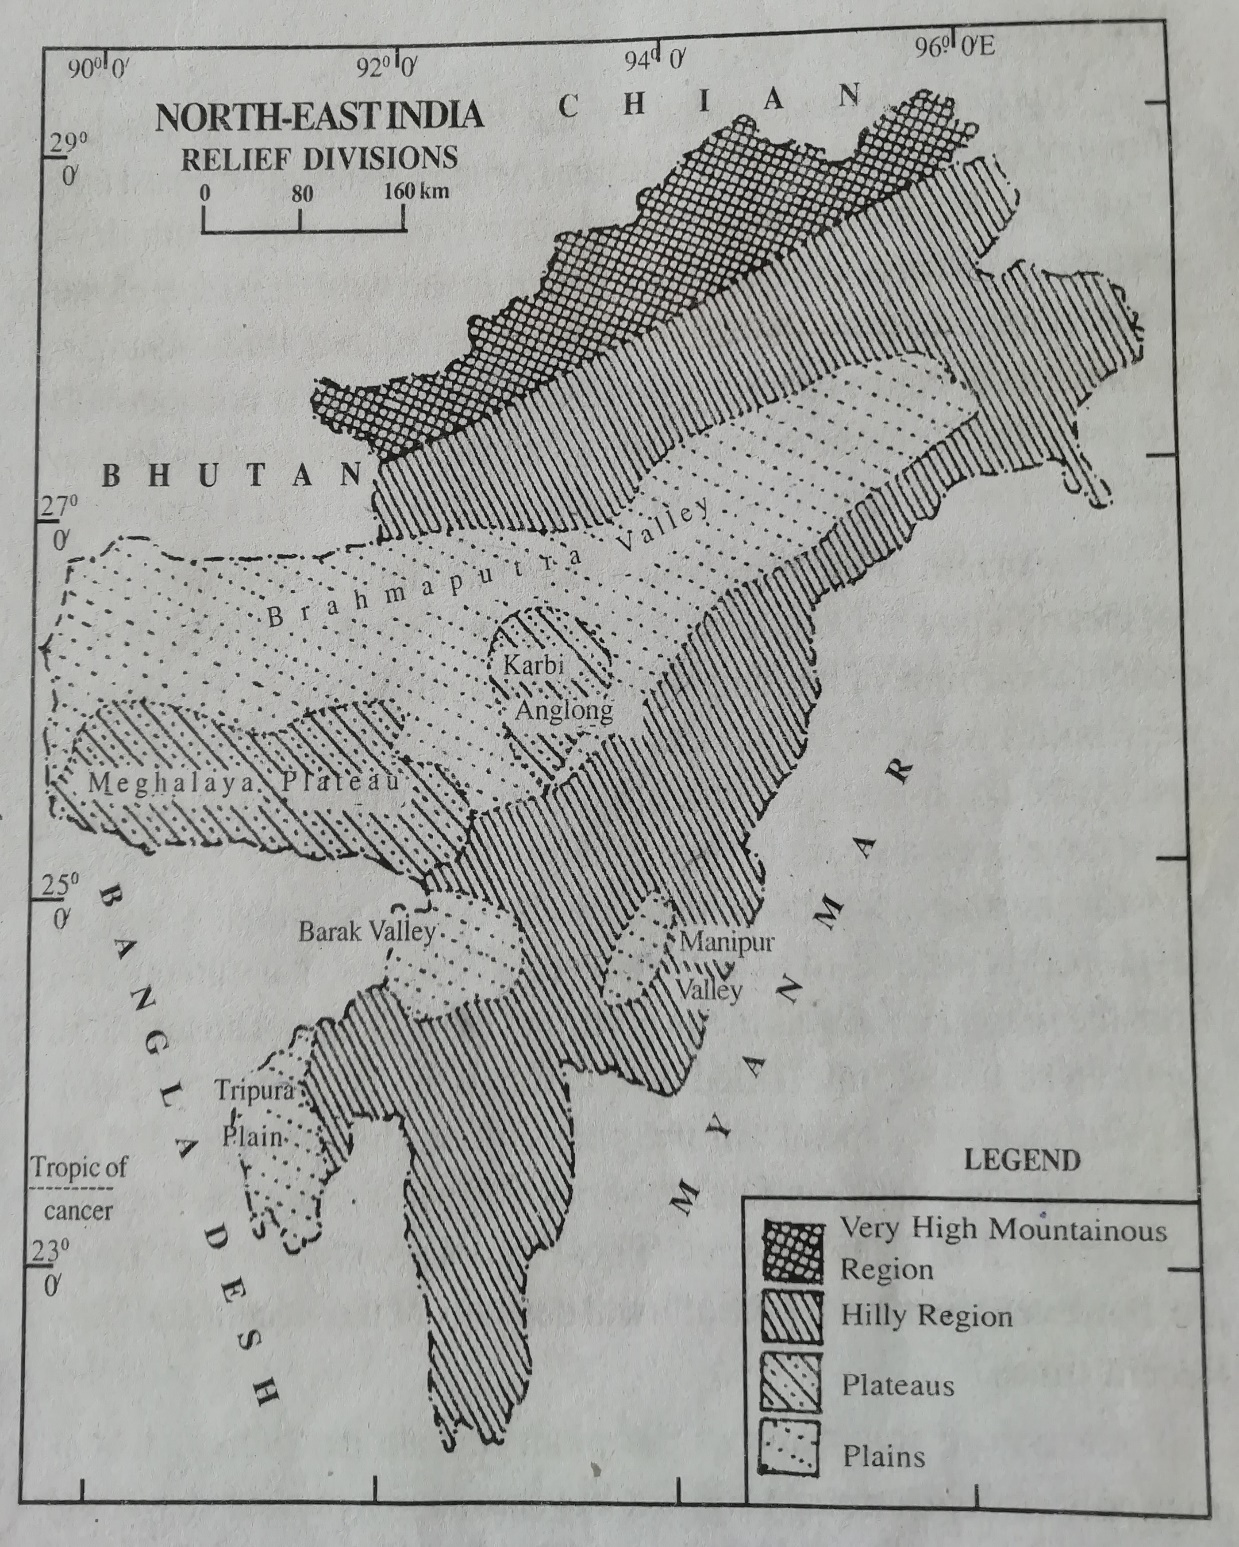 90° 0′ 92° 0′ 94° 0′ 96° 0′E
NORTH-EAST INDIA
RELIEF DIVISIONS
0 80 160 km
CHIAN
29°
0′
BHUTAN
27°
0′
Brahmaputra Valley
Karbi
Anglong
Meghalaya Plateau
25°
0′
BANGLADESH
Barak Valley
Manipur
Valley
MYANMAR
Tripura
Plain
Tropic of
cancer
23°
0′
LEGEND
Very High Mountainous
Region
Hilly Region
Plateaus
Plains